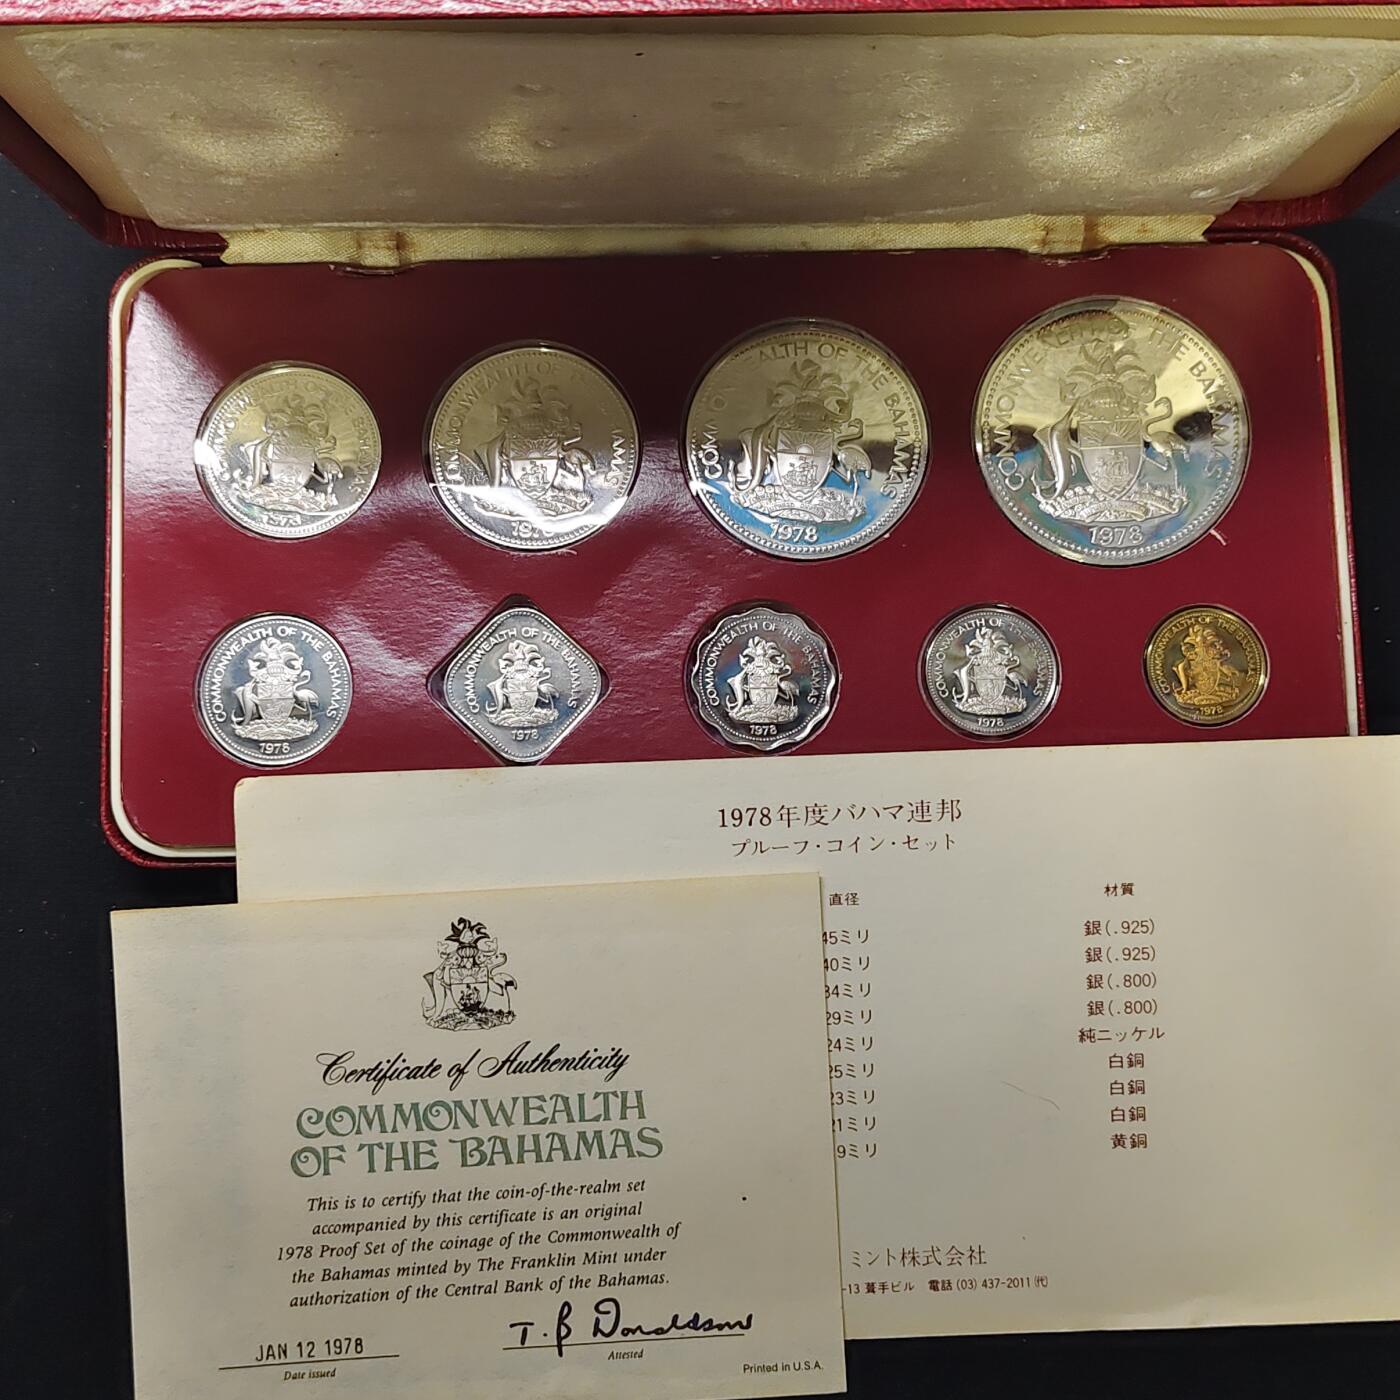 COMMONWEALTH OF THE BAHAMAS
1978
COMMONWEALTH OF
1978
COMMONWEALTH OF THE BAHAMAS
1978
COMMONWEALTH OF THE BAHAMAS
1978
COMMONWEALTH OF THE BAHAMAS
1978
COMMONWEALTH OF THE BAHAMAS
1978
COMMONWEALTH OF THE BAHAMAS
1978
COMMONWEALTH OF THE BAHAMAS
1978
COMMONWEALTH OF THE BAHAMAS
1978
1978年度バハマ連邦
プルーフ・コイン・セット
直径 材質
45ミリ 銀(.925)
40ミリ 銀(.925)
34ミリ 銀(.800)
29ミリ 銀(.800)
24ミリ 純ニッケル
25ミリ 白銅
23ミリ 白銅
21ミリ 白銅
9ミリ 黄銅
ミント株式会社
-13 葺手ビル 電話(03)437-2011(代)
Certificate of Authenticity
COMMONWEALTH
OF THE BAHAMAS
This is to certify that the coin-of-the-realm set
accompanied by this certificate is an original
1978 Proof Set of the coinage of the Commonwealth of
the Bahamas minted by The Franklin Mint under
authorization of the Central Bank of the Bahamas.
JAN 12 1978
Date issued
T. B Donaldson
Attested
Printed in U.S.A.